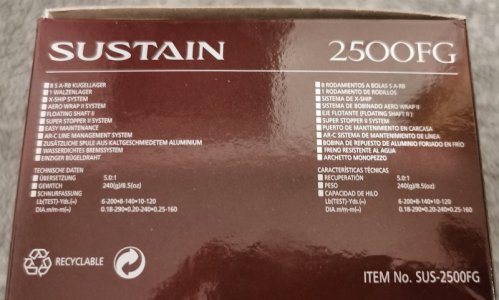 SUSTAIN
2500FG
8 S A-RB KUGELLAGER
1 WALZENLAGER
X-SHIP SYSTEM
AERO WRAP II SYSTEM
FLOATING SHAFT II
SUPER STOPPER II SYSTEM
EASY MAINTENANCE
AR-C LINE MANAGEMENT SYSTEM
ZUSÄTZLICHE SPULE AUS KALTGESCHMIEDETEM ALUMINIUM
WASSERDICHTES BREMSSYSTEM
EINZIGER BÜGELDRAHT
TECHNISCHE DATEN
ÜBERSETZUNG 5.0:1
GEWITCH 240(g)/8.5(oz)
SCHNURFASSUNG
Lb(TEST)-Yds.(~) 6-200•8-140•10-120
DIA.m/m-m(~) 0.18-290•0.20-240•0.25-160
8 RODAMIENTOS A BOLAS S A-RB
1 RODAMIENTO DE RODILLOS
SISTEMA DE X-SHIP
SISTEMA DE BOBINADO AERO WRAP II
EJE FLOTANTE (FLOATING SHAFT II)
SUPER STOPPER II SYSTEM
PUERTO DE MANTENIMIENTO EN CARCASA
AR-C SISTEMA DE MANTENIMIENTO DE LÍNEA
BOBINA DE REPUESTO DE ALUMINIO FORJADO EN FRÍO
FRENO RESISTENTE AL AGUA
ARCHETTO MONOPEZZO
CARACTERÍSTICAS TÉCNICAS
RECUPERACIÓN 5.0:1
PESO 240(g)/8.5(oz)
CAPACIDAD DE HILO
Lb(TEST)-Yds.(~) 6-200•8-140•10-120
DIA.m/m-m(~) 0.18-290•0.20-240•0.25-160
RECYCLABLE
ITEM No. SUS-2500FG